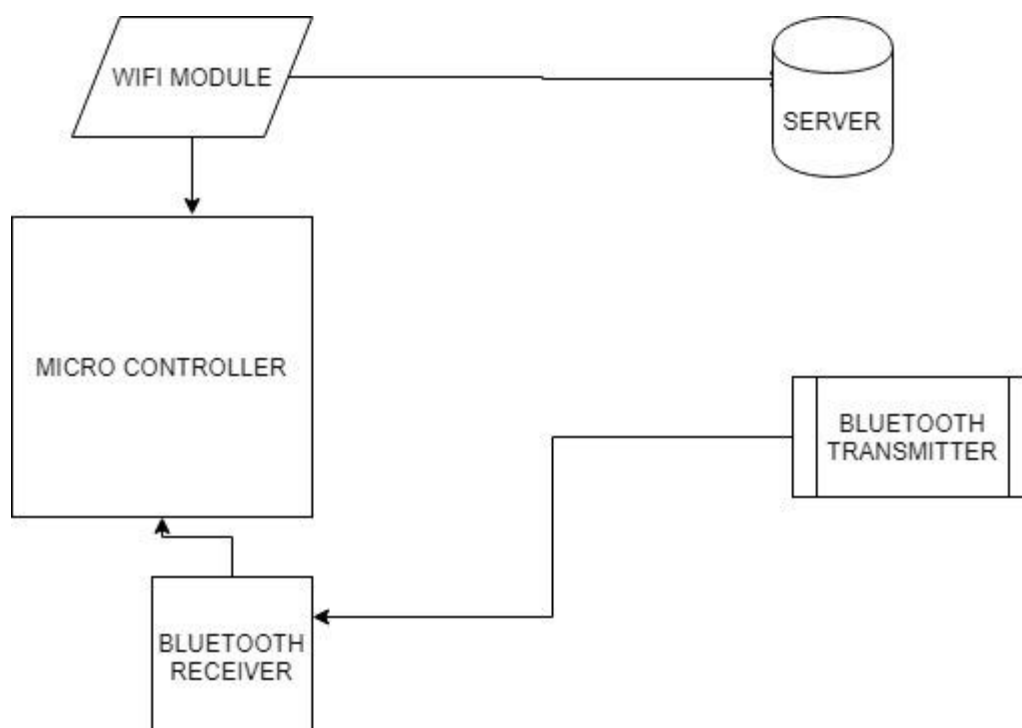 WIFI MODULE
SERVER
MICRO CONTROLLER
BLUETOOTH
TRANSMITTER
BLUETOOTH
RECEIVER